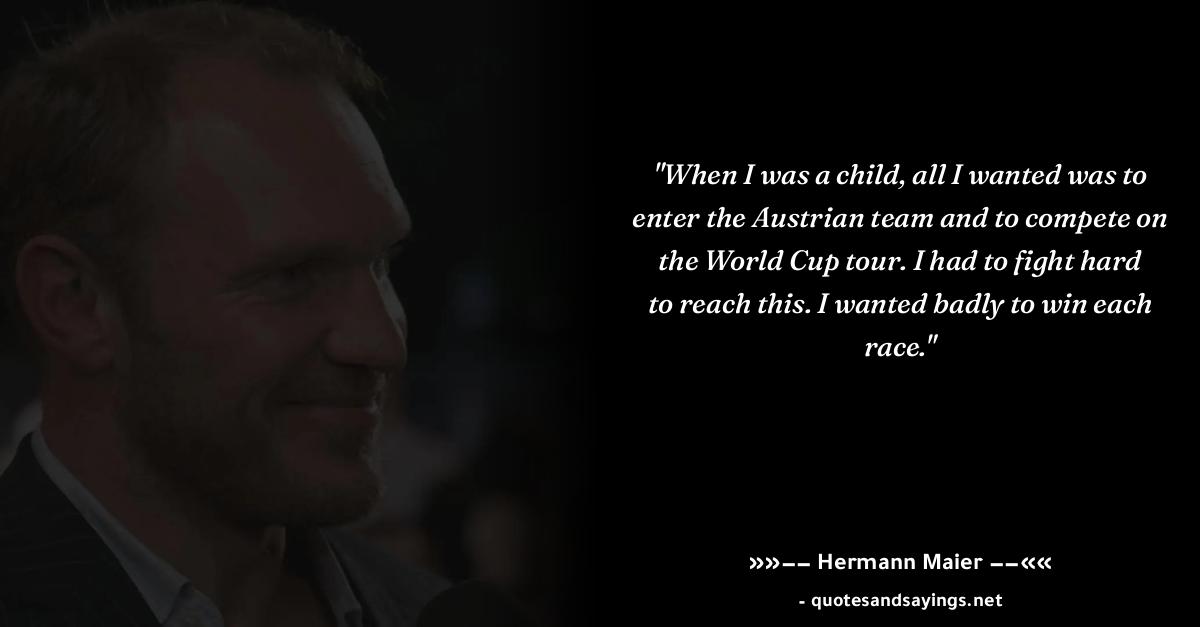 "When I was a child, all I wanted was to
enter the Austrian team and to compete on
the World Cup tour. I had to fight hard
to reach this. I wanted badly to win each
race."
»»−− Hermann Maier −−««
- quotesandsayings.net